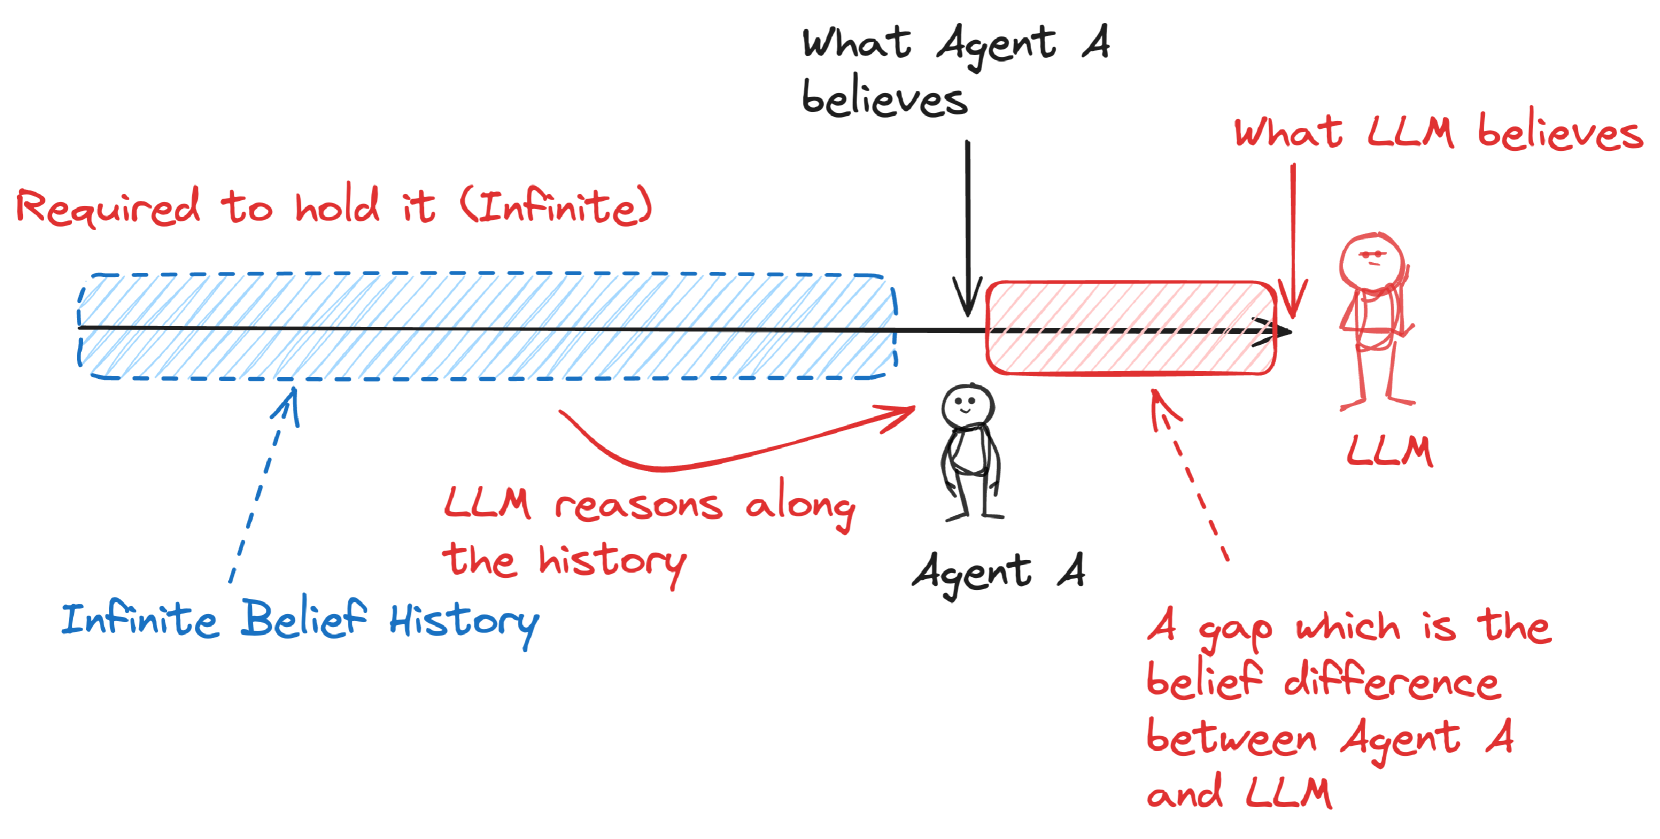 What Agent A
believes
What LLM believes
Required to hold it (Infinite)
LLM
LLM reasons along
the history
Agent A
Infinite Belief History
A gap which is the
belief difference
between Agent A
and LLM